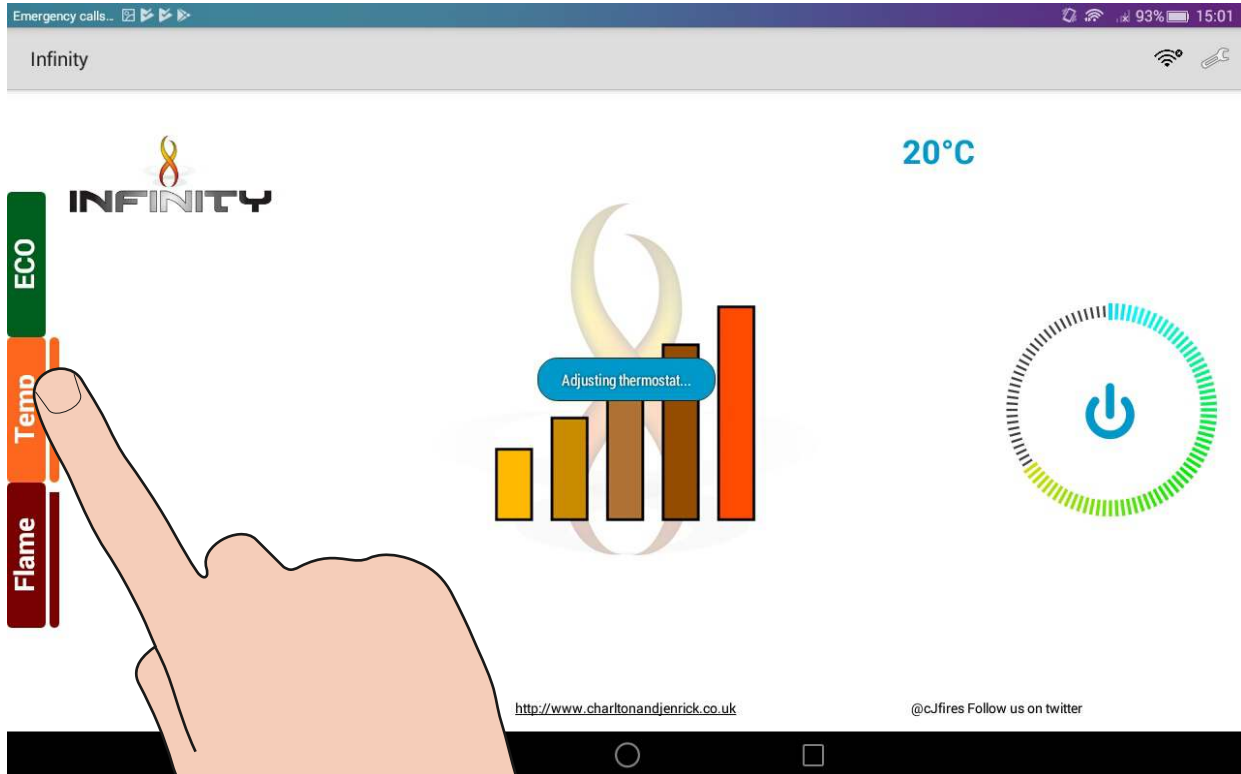 Emergency calls... 93% 15:01
Infinity
20°C
INFINITY
ECO
Temp
Flame
Adjusting thermostat...
http://www.charltonandjenrick.co.uk
@cJfires Follow us on twitter